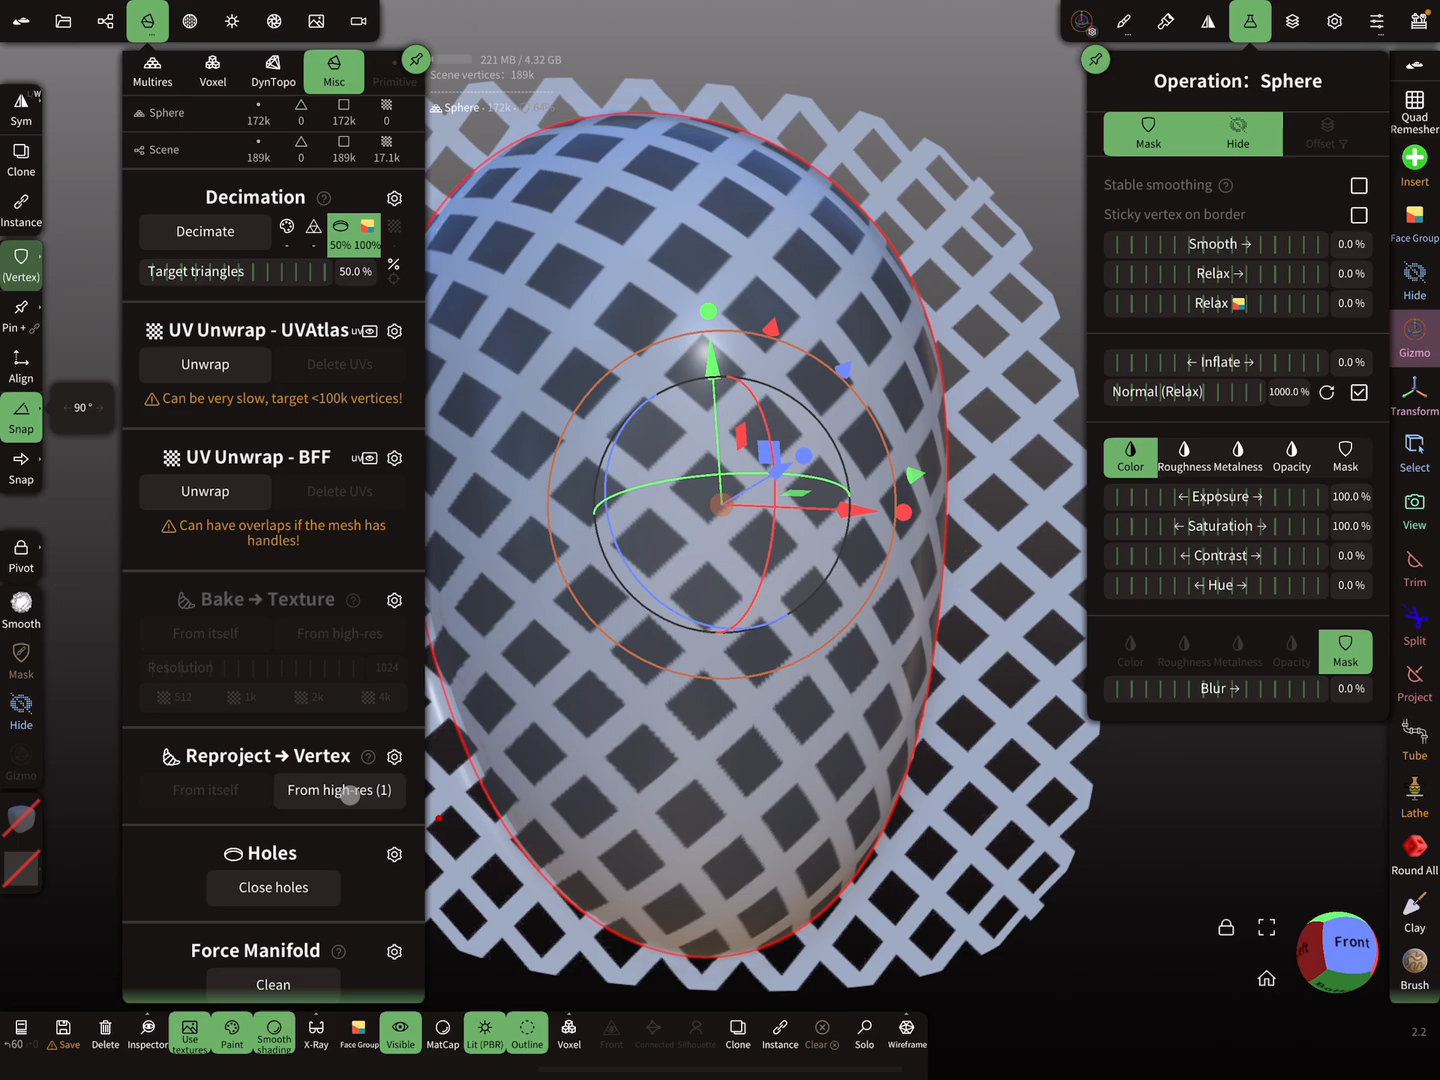 221 MB / 4.32 GB
Scene vertices: 189k
Sphere - 172k -
Multires
Voxel
DynTopo
Misc
Primitive
Sphere
172k
0
172k
0
Scene
189k
0
189k
17.1k
Decimation
Decimate
-
-
50%
100%
-
Target triangles
50.0 %
%
UV Unwrap - UVAtlas
uv
Unwrap
Delete UVs
Can be very slow, target <100k vertices!
UV Unwrap - BFF
uv
Unwrap
Delete UVs
Can have overlaps if the mesh has
handles!
Bake → Texture
From itself
From high-res
Resolution
1024
512
1k
2k
4k
Reproject → Vertex
From itself
From high-res (1)
Holes
Close holes
Force Manifold
Clean
W
Sym
Clone
Instance
(Vertex)
Pin +
Align
Snap
← 90 ° →
Snap
Pivot
Smooth
Mask
Hide
Gizmo
Operation: Sphere
Mask
Hide
Offset
Stable smoothing
Sticky vertex on border
Smooth →
0.0 %
Relax →
0.0 %
Relax
0.0 %
← Inflate →
0.0 %
Normal (Relax)
1000.0 %
Color
Roughness
Metalness
Opacity
Mask
← Exposure →
100.0 %
← Saturation →
100.0 %
← Contrast →
0.0 %
← Hue →
0.0 %
Color
Roughness
Metalness
Opacity
Mask
Blur →
0.0 %
Quad
Remesher
Insert
Face Group
Hide
Gizmo
Transform
Select
View
Trim
Split
Project
Tube
Lathe
Round All
Clay
Brush
Left
Front
2.2
60
0
Save
Delete
Inspector
Use
textures
Paint
Smooth
shading
X-Ray
Face Group
Visible
MatCap
Lit (PBR)
Outline
Voxel
Front
Connected
Silhouette
Clone
Instance
Clear
Solo
Wireframe